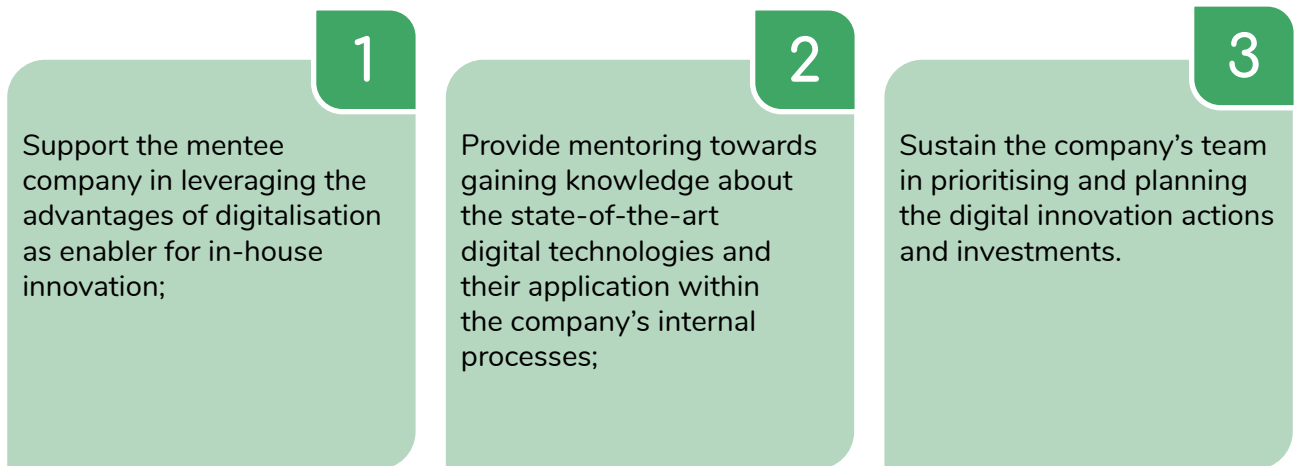 1
Support the mentee
company in leveraging the
advantages of digitalisation
as enabler for in-house
innovation;
2
Provide mentoring towards
gaining knowledge about
the state-of-the-art
digital technologies and
their application within
the company’s internal
processes;
3
Sustain the company’s team
in prioritising and planning
the digital innovation actions
and investments.